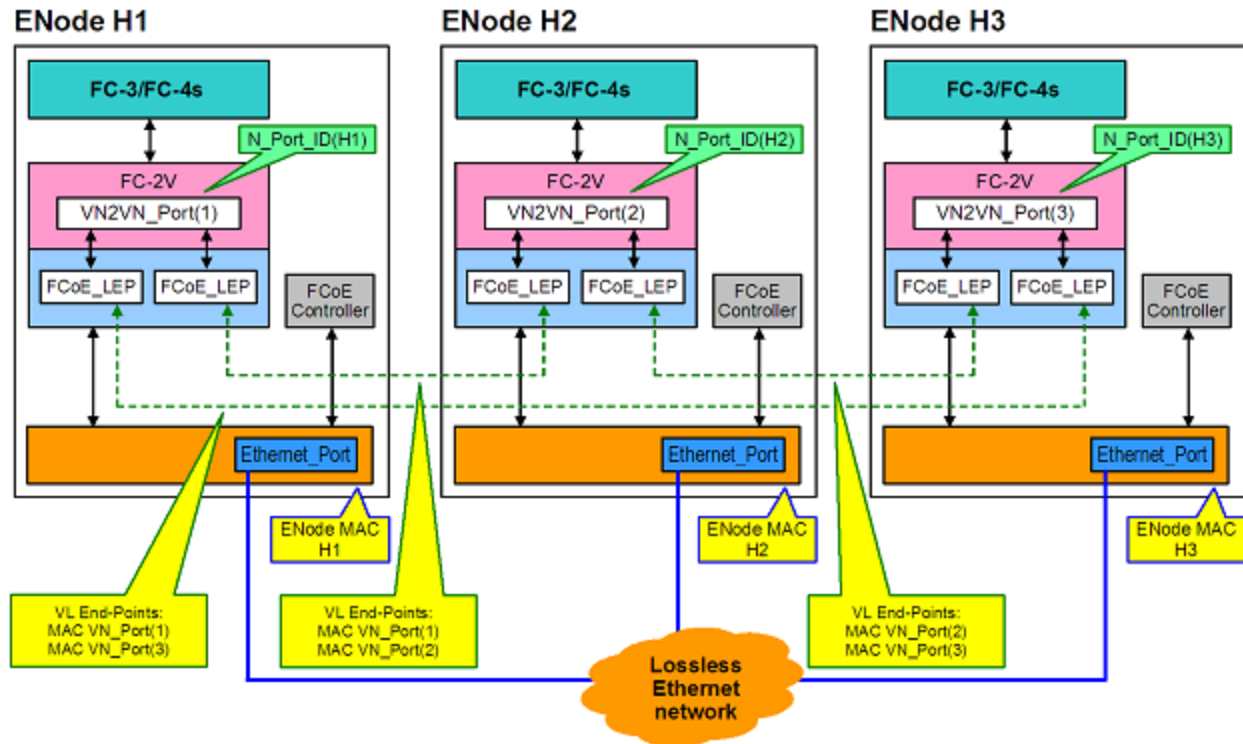 ENode H1
ENode H2
ENode H3
FC-3/FC-4s
FC-3/FC-4s
FC-3/FC-4s
N_Port_ID(H1)
N_Port_ID(H2)
N_Port_ID(H3)
FC-2V
FC-2V
FC-2V
VN2VN_Port(1)
VN2VN_Port(2)
VN2VN_Port(3)
FCoE_LEP
FCoE_LEP
FCoE
Controller
FCoE_LEP
FCoE_LEP
FCoE
Controller
FCoE_LEP
FCoE_LEP
FCoE
Controller
Ethernet_Port
Ethernet_Port
Ethernet_Port
ENode MAC
H1
ENode MAC
H2
ENode MAC
H3
VL End-Points:
MAC VN_Port(1)
MAC VN_Port(3)
VL End-Points:
MAC VN_Port(1)
MAC VN_Port(2)
VL End-Points:
MAC VN_Port(2)
MAC VN_Port(3)
Lossless
Ethernet
network